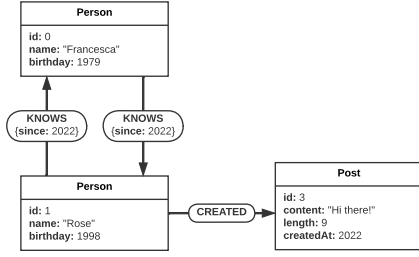 Person
id: 0
name: "Francesca"
birthday: 1979
KNOWS
{since: 2022}
KNOWS
{since: 2022}
Person
id: 1
name: "Rose"
birthday: 1998
CREATED
Post
id: 3
content: "Hi there!"
length: 9
createdAt: 2022